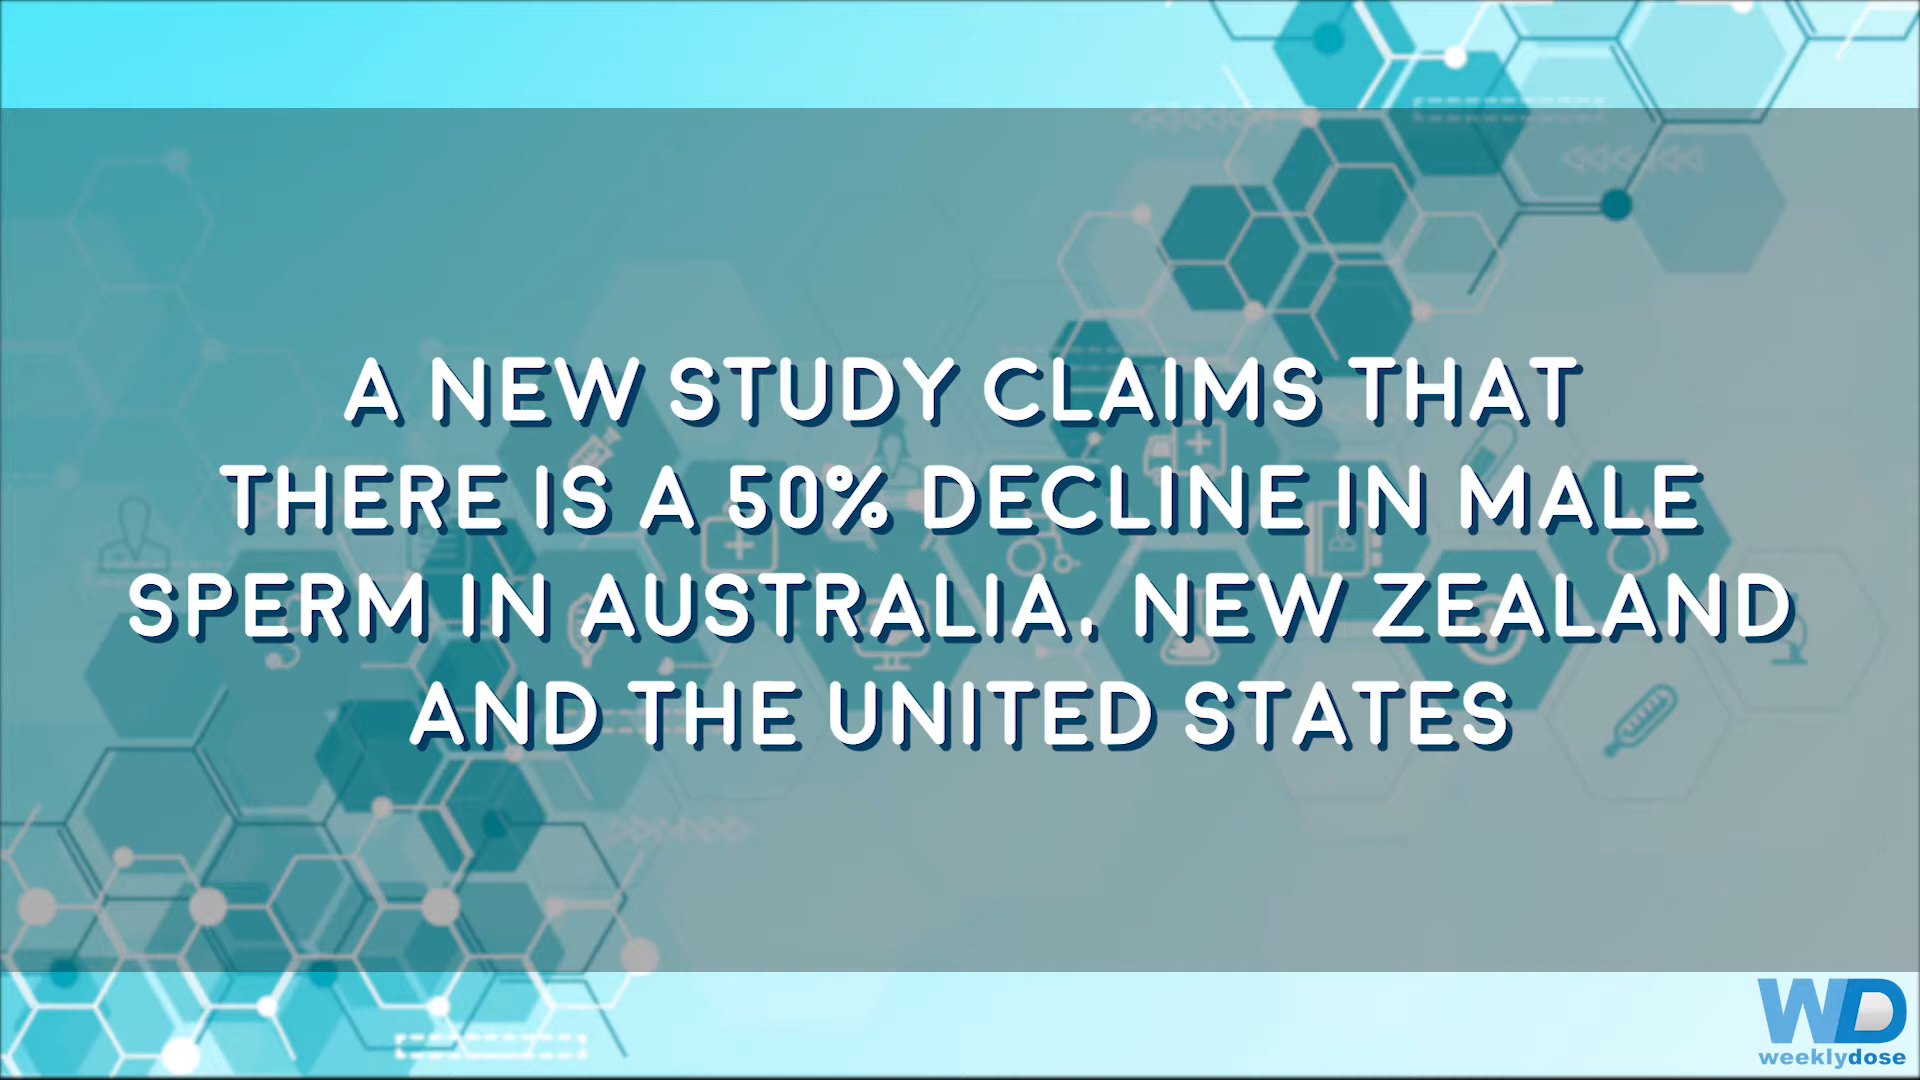 A NEW STUDY CLAIMS THAT
THERE IS A 50% DECLINE IN MALE
SPERM IN AUSTRALIA, NEW ZEALAND
AND THE UNITED STATES
WD
weeklydose